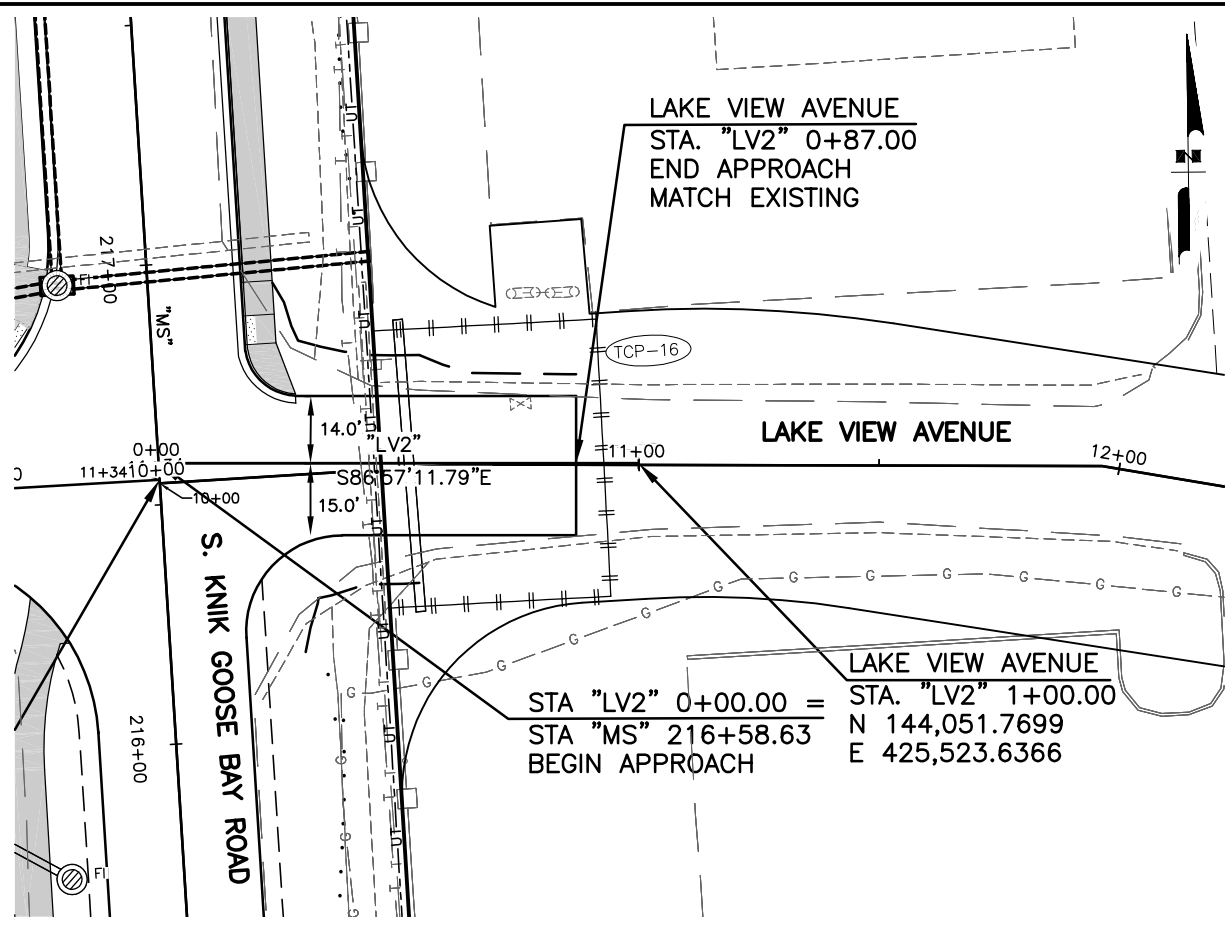 LAKE VIEW AVENUE
STA. "LV2" 0+87.00
END APPROACH
MATCH EXISTING
N
217+00
"MS"
FI
TCP-16
14.0'
"LV2"
LAKE VIEW AVENUE
0+00
11+00
12+00
11+34
10+00
S86°57'11.79"E
10+00
15.0'
S. KNIK GOOSE BAY ROAD
G
G
G
G
G
G
G
G
G
G
G
G
G
G
216+00
STA "LV2" 0+00.00 =
STA "MS" 216+58.63
BEGIN APPROACH
LAKE VIEW AVENUE
STA. "LV2" 1+00.00
N 144,051.7699
E 425,523.6366
FI